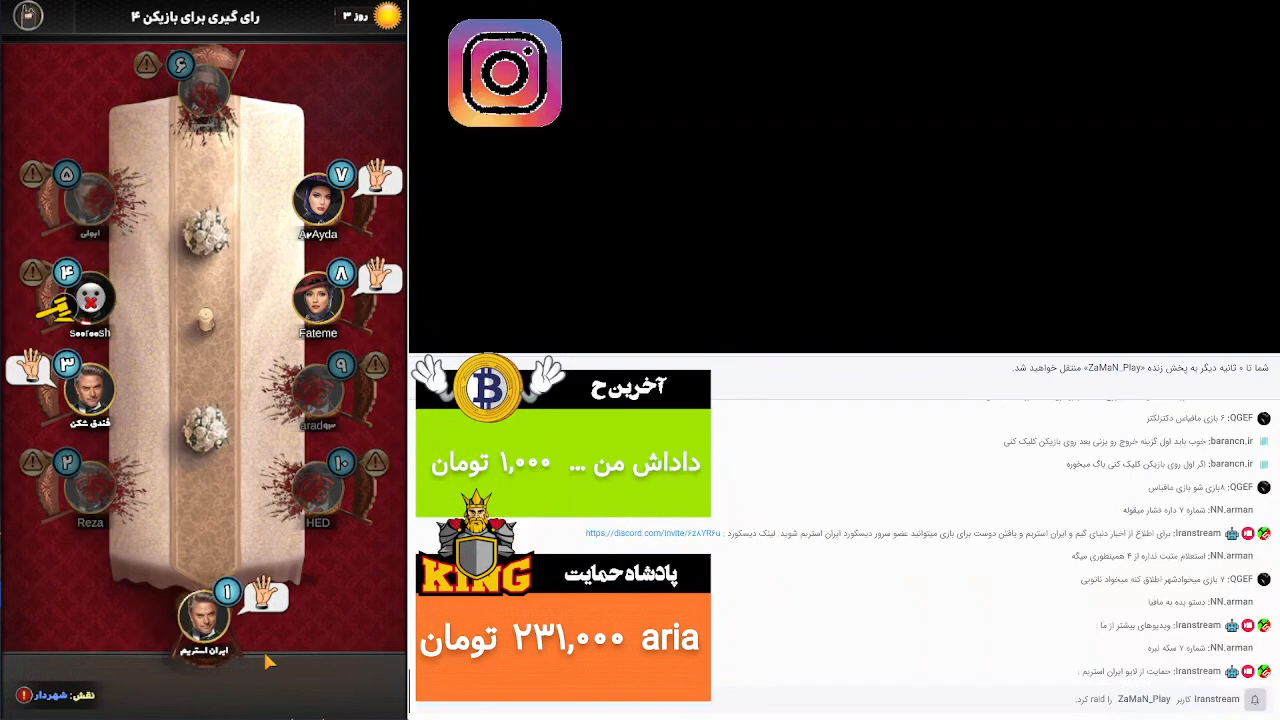 رای گیری برای بازیکن ۴
روز ۳
۶
۵
ابولی
۷
A۲Ayda
۴
sooroosh
۸
Fateme
۳
فندق شکن
۹
arad۹۳
۲
Reza
۱۰
HED
۱
ایران استریم
نقش: شهردار
شما تا ۰ ثانیه دیگر به پخش زنده «ZaMaN_Play» منتقل خواهید شد.
آخرین ح
داداش من ... ۱,۰۰۰ تومان
KING
پادشاه حمایت
aria ۲۳۱,۰۰۰ تومان
QGEF: ۶ بازی مافیاس دکترلکتر
barancn.ir: خوب باید اول گزینه خروج رو بزنی بعد روی بازیکن کلیک کنی
barancn.ir: اگر اول روی بازیکن کلیک کنی باگ میخوره
QGEF: ۸بازی شو بازی مافیاس
NN.arman: شماره ۷ داره فشار میقوله
Iranstream: برای اطلاع از اخبار دنیای گیم و ایران استریم و یافتن دوست برای بازی میتوانید عضو سرور دیسکورد ایران استریم شوید. لینک دیسکورد : https://discord.com/invite/۶z۸YR۶u
NN.arman: استعلام مثبت نداره از ۴ همینطوری میگه
QGEF: ۷ بازی میخوادشهر اطلاق کنه میخواد ناتویی
NN.arman: دستو بده به مافیا
Iranstream: ویدیوهای بیشتر از ما :
NN.arman: شماره ۷ سکه نبره
Iranstream: حمایت از لایو ایران استریم :
Iranstream کاربر ZaMaN_Play را raid کرد.